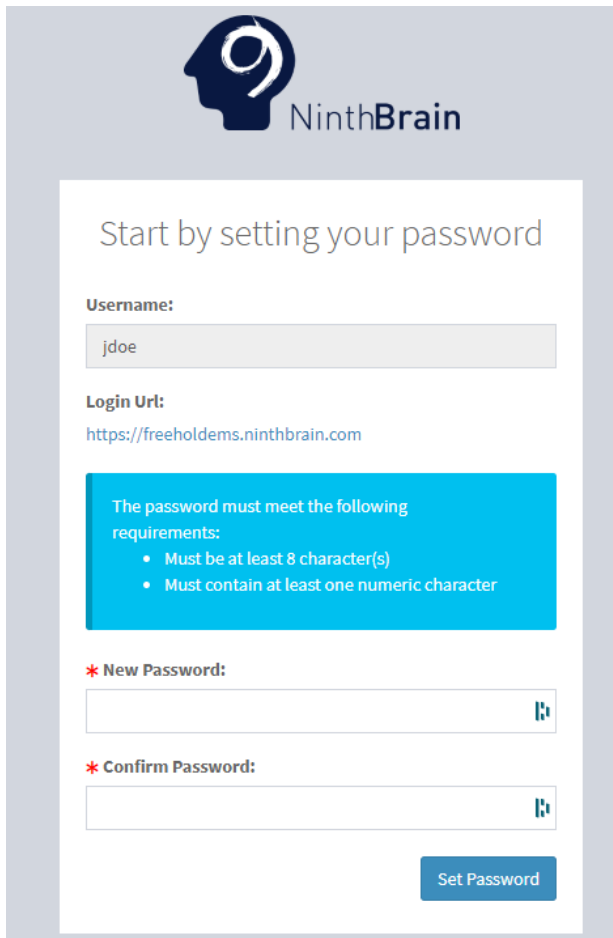 9
NinthBrain
Start by setting your password
Username:
jdoe
Login Url:
https://freeholdems.ninthbrain.com
The password must meet the following
requirements:
• Must be at least 8 character(s)
• Must contain at least one numeric character
* New Password:
* Confirm Password:
Set Password